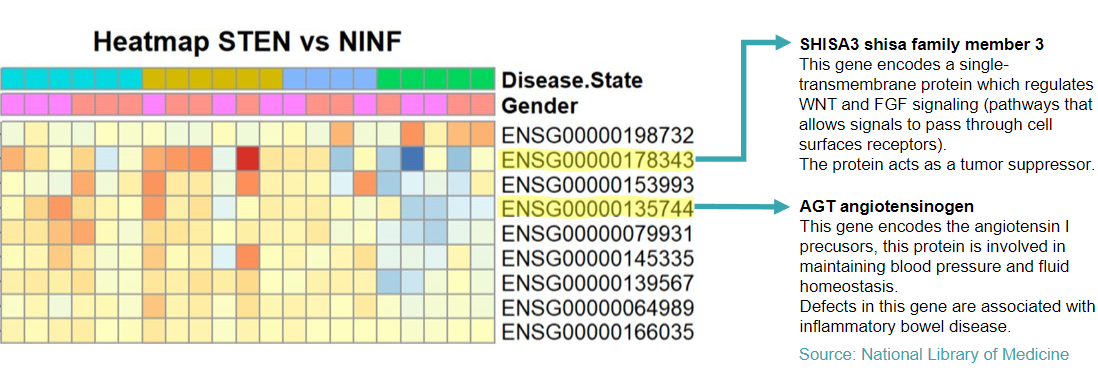 Heatmap STEN vs NINF
Disease.State
Gender
ENSG00000198732
ENSG00000178343
ENSG00000153993
ENSG00000135744
ENSG00000079931
ENSG00000145335
ENSG00000139567
ENSG00000064989
ENSG00000166035
SHISA3 shisa family member 3
This gene encodes a single-
transmembrane protein which regulates
WNT and FGF signaling (pathways that
allows signals to pass through cell
surfaces receptors).
The protein acts as a tumor suppressor.
AGT angiotensinogen
This gene encodes the angiotensin I
precusors, this protein is involved in
maintaining blood pressure and fluid
homeostasis.
Defects in this gene are associated with
inflammatory bowel disease.
Source: National Library of Medicine